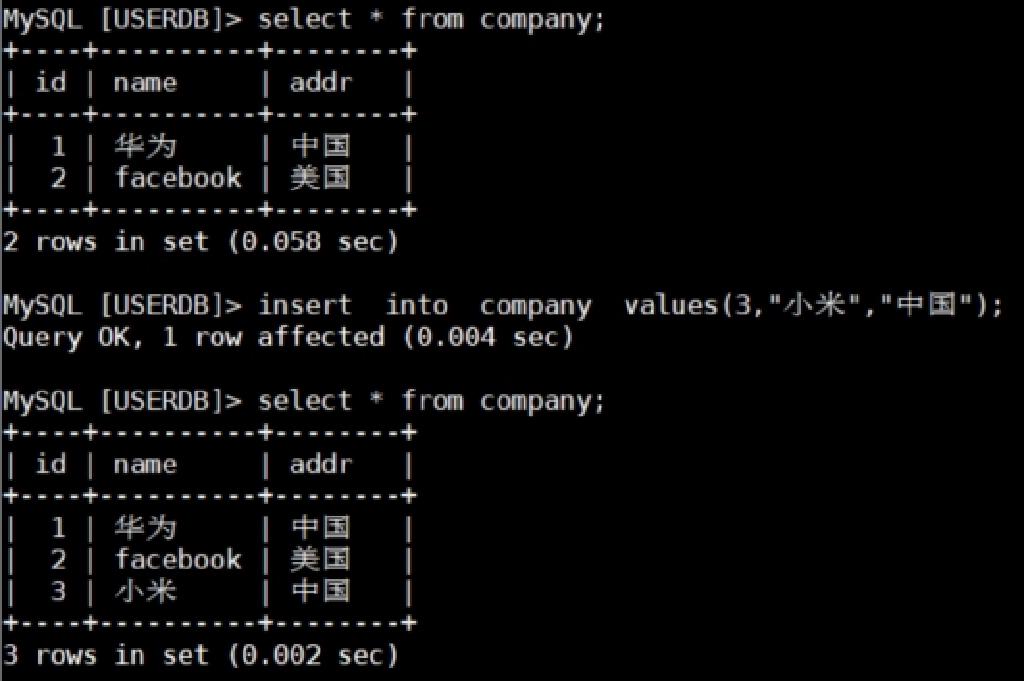 MySQL [USERDB]> select * from company;
+----+----------+--------+
| id | name     | addr   |
+----+----------+--------+
|  1 | 华为     | 中国   |
|  2 | facebook | 美国   |
+----+----------+--------+
2 rows in set (0.058 sec)
MySQL [USERDB]> insert  into  company  values(3,"小米","中国");
Query OK, 1 row affected (0.004 sec)
MySQL [USERDB]> select * from company;
+----+----------+--------+
| id | name     | addr   |
+----+----------+--------+
|  1 | 华为     | 中国   |
|  2 | facebook | 美国   |
|  3 | 小米     | 中国   |
+----+----------+--------+
3 rows in set (0.002 sec)